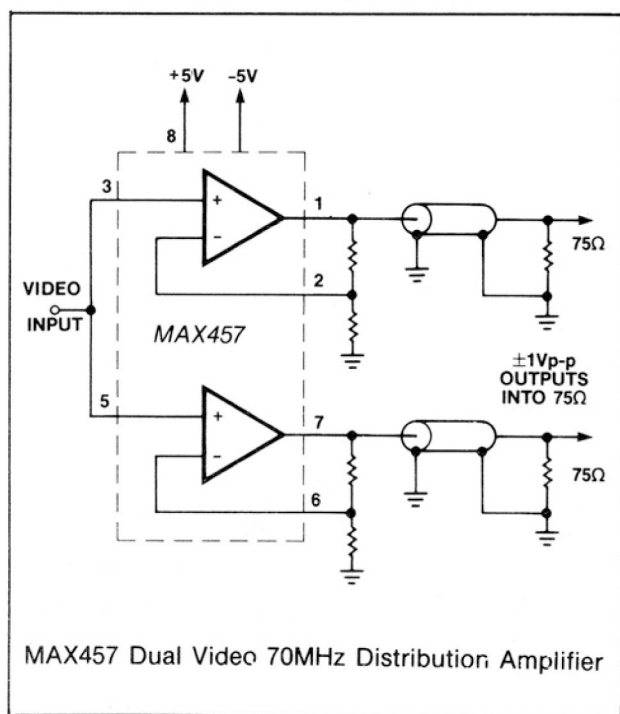 +5V
-5V
8
3
1
2
75Ω
VIDEO
INPUT
MAX457
±1Vp-p
OUTPUTS
INTO 75Ω
5
7
6
75Ω
+
-
+
-
MAX457 Dual Video 70MHz Distribution Amplifier